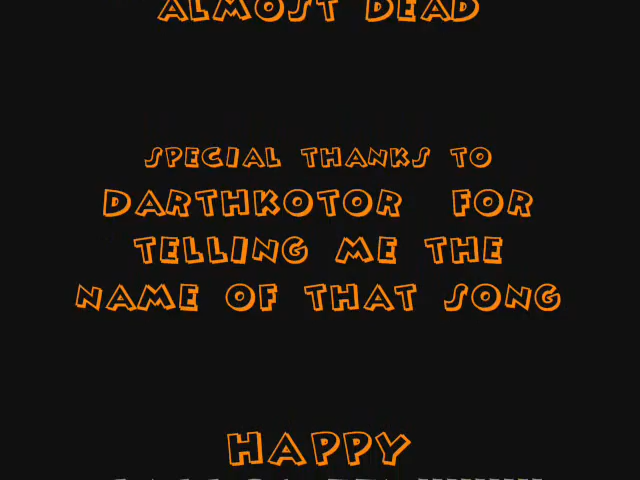 ALMOST DEAD
SPECIAL THANKS TO
DARTHKOTOR FOR
TELLING ME THE
NAME OF THAT SONG
HAPPY